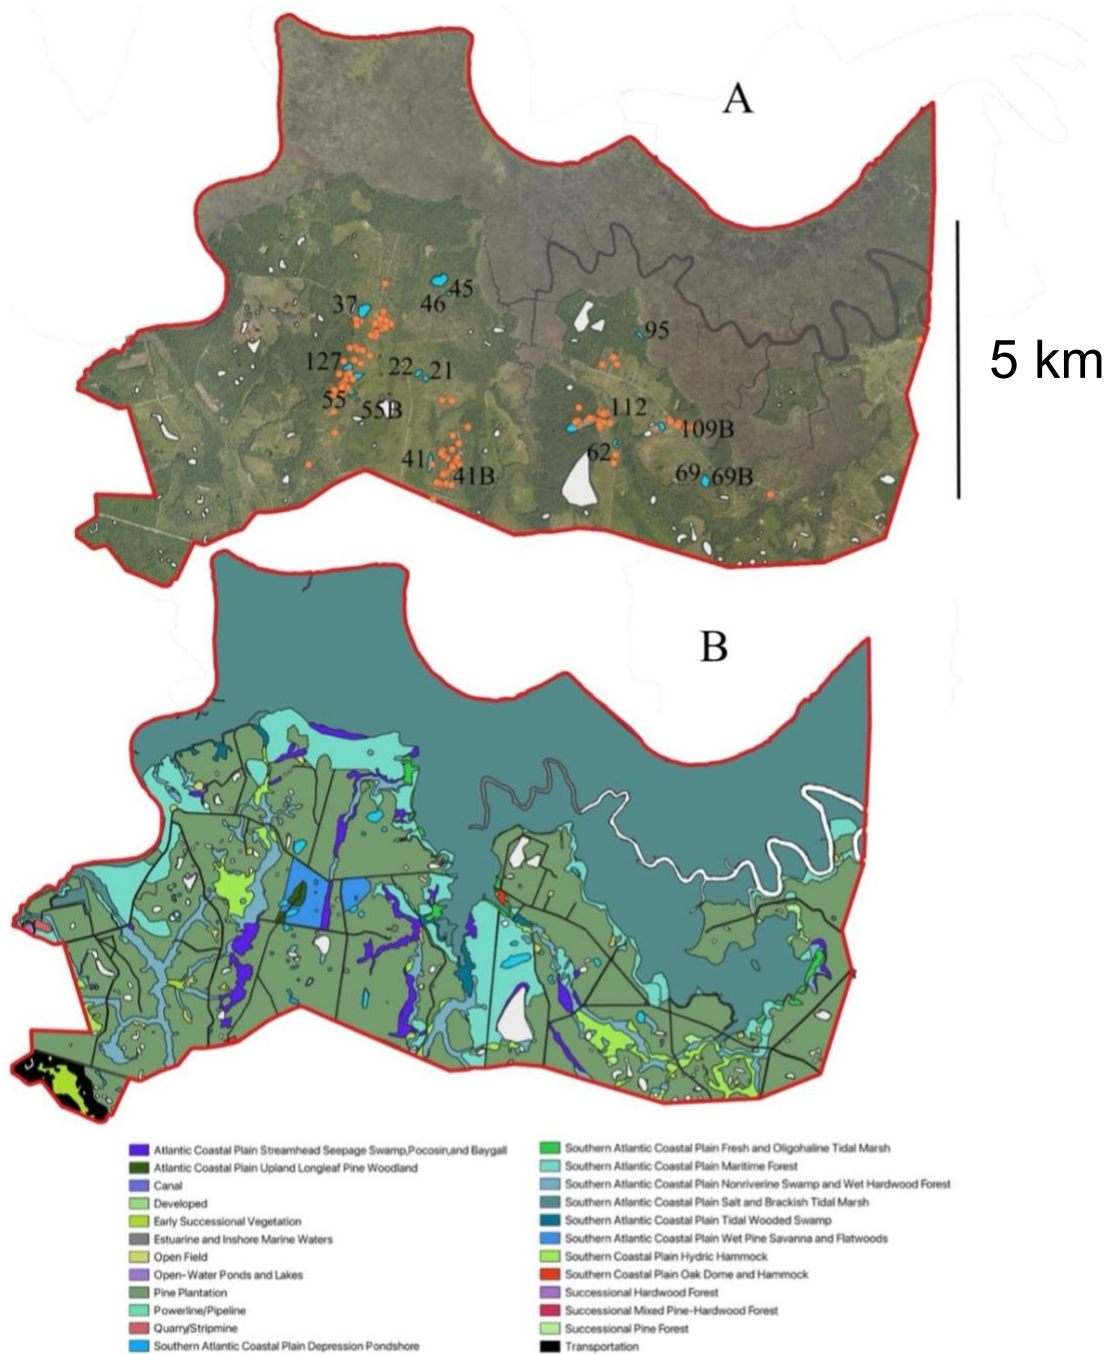 A
45
46
37
95
5 km
127
22 21
55
55B
112
109B
62
41
41B
69 69B
B
Atlantic Coastal Plain Streamhead Seepage Swamp,Pocosin,and Baygall
Atlantic Coastal Plain Upland Longleaf Pine Woodland
Canal
Developed
Early Successional Vegetation
Estuarine and Inshore Marine Waters
Open Field
Open-Water Ponds and Lakes
Pine Plantation
Powerline/Pipeline
Quarry/Stripmine
Southern Atlantic Coastal Plain Depression Pondshore
Southern Atlantic Coastal Plain Fresh and Oligohaline Tidal Marsh
Southern Atlantic Coastal Plain Maritime Forest
Southern Atlantic Coastal Plain Nonriverine Swamp and Wet Hardwood Forest
Southern Atlantic Coastal Plain Salt and Brackish Tidal Marsh
Southern Atlantic Coastal Plain Tidal Wooded Swamp
Southern Atlantic Coastal Plain Wet Pine Savanna and Flatwoods
Southern Coastal Plain Hydric Hammock
Southern Coastal Plain Oak Dome and Hammock
Successional Hardwood Forest
Successional Mixed Pine-Hardwood Forest
Successional Pine Forest
Transportation